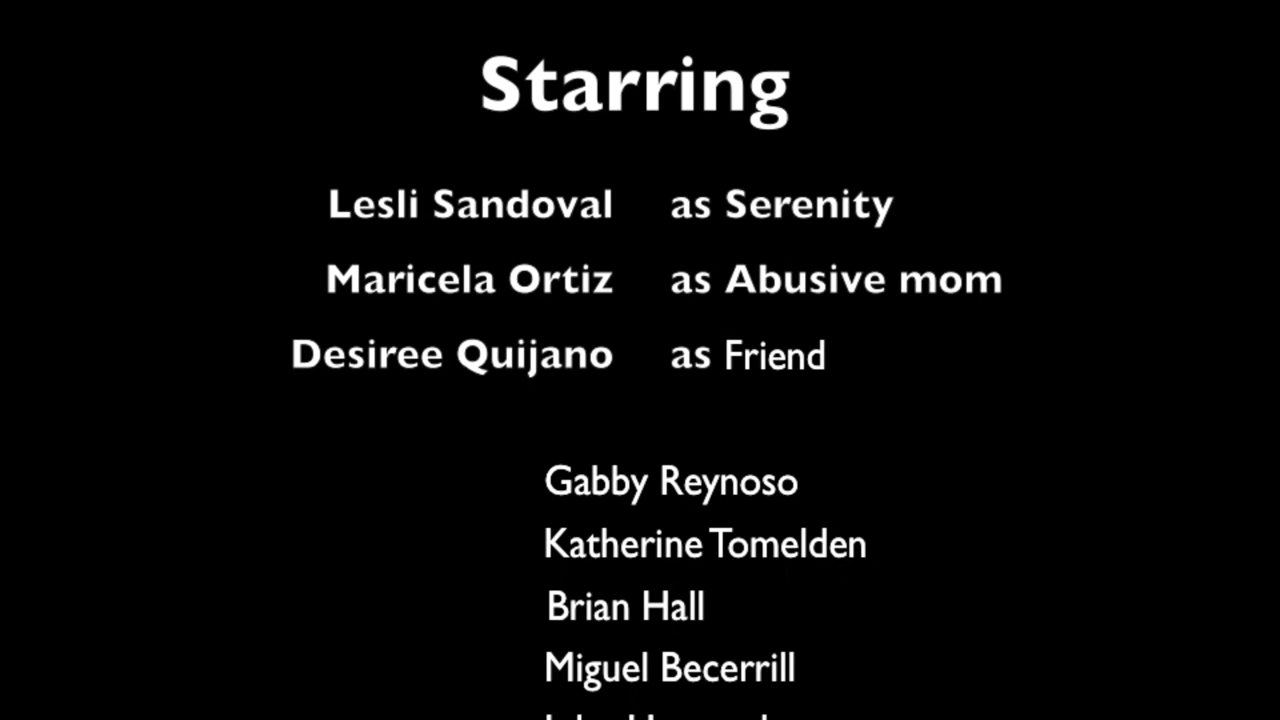 Starring
Lesli Sandoval as Serenity
Maricela Ortiz as Abusive mom
Desiree Quijano as Friend
Gabby Reynoso
Katherine Tomelden
Brian Hall
Miguel Becerrill